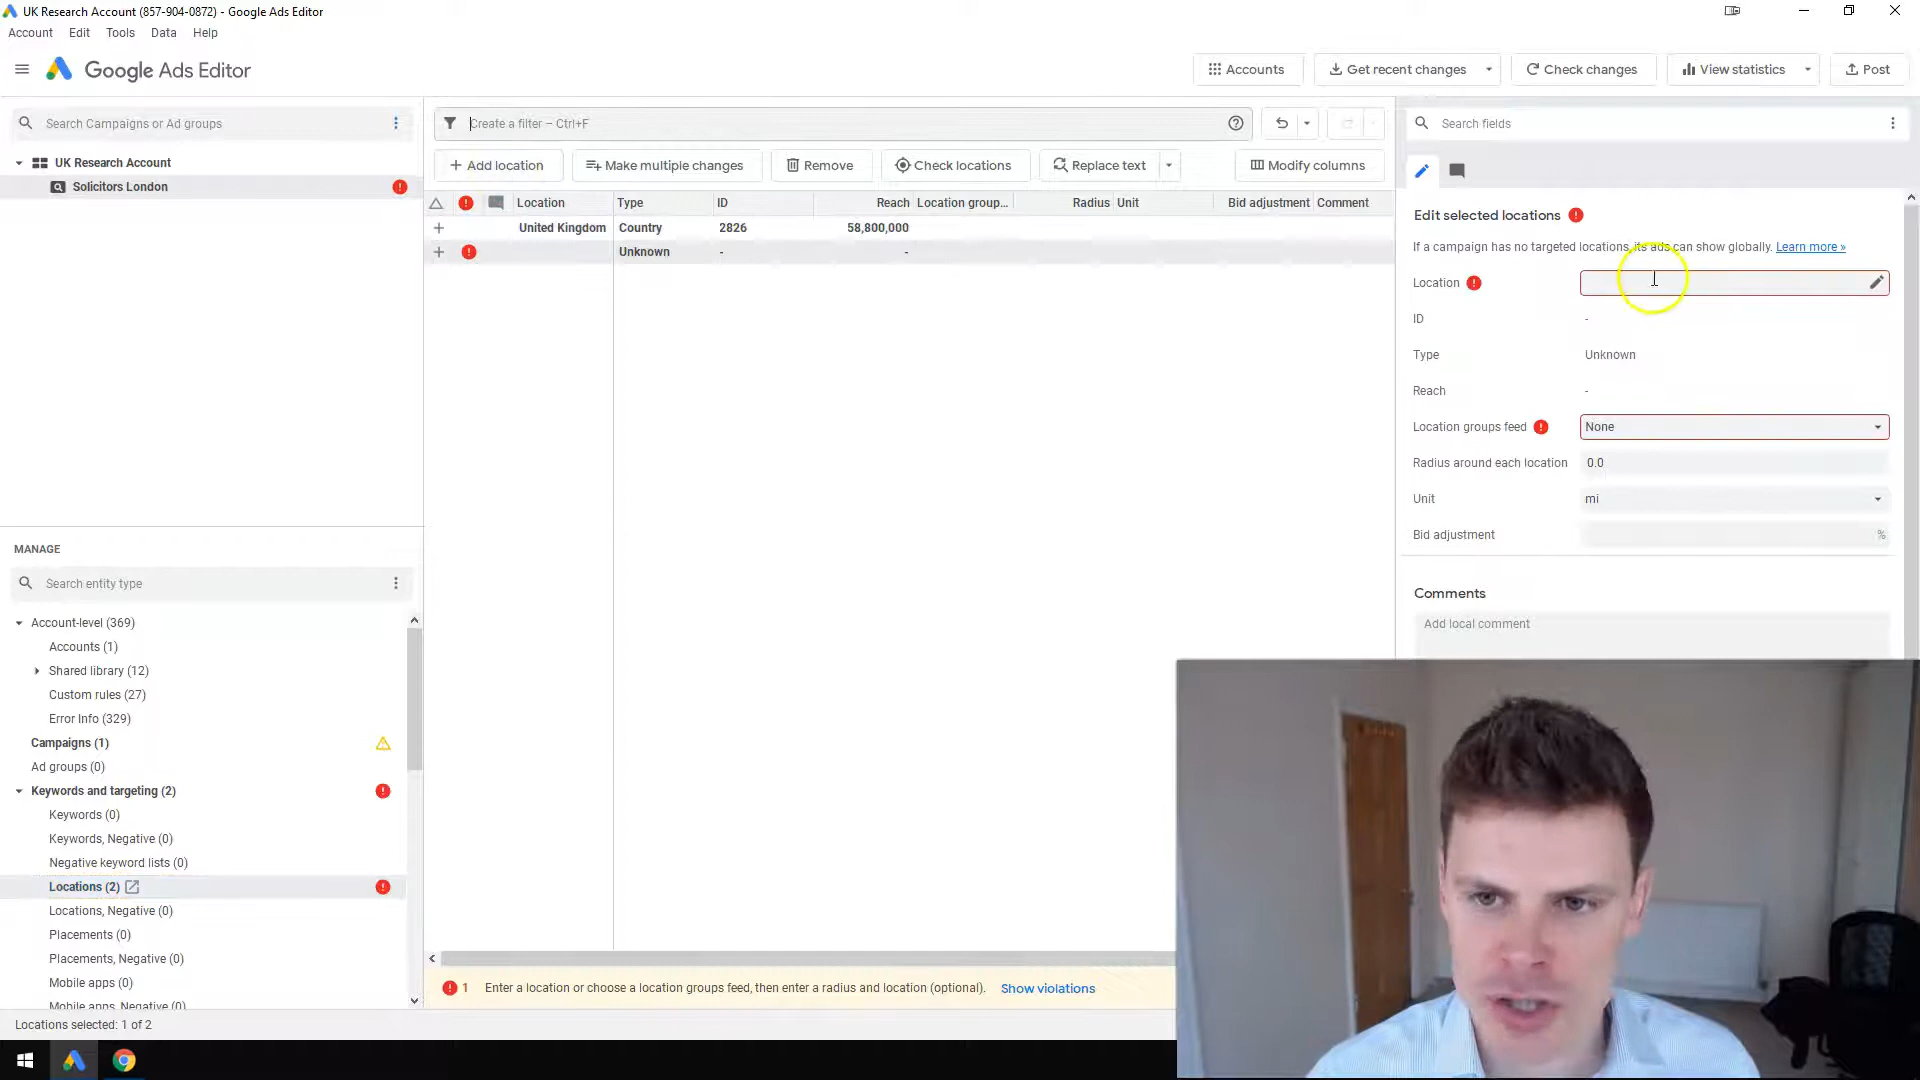 UK Research Account (857-904-0872) - Google Ads Editor
Account Edit Tools Data Help
Google Ads Editor
Accounts
Get recent changes
Check changes
View statistics
Post
Search Campaigns or Ad groups
UK Research Account
Solicitors London
Create a filter – Ctrl+F
Add location
Make multiple changes
Remove
Check locations
Replace text
Modify columns
Location Type ID Reach Location group... Radius Unit Bid adjustment Comment
United Kingdom Country 2826 58,800,000
Unknown - -
Search fields
Edit selected locations
If a campaign has no targeted locations, its ads can show globally. Learn more »
Location
ID -
Type Unknown
Reach -
Location groups feed None
Radius around each location 0.0
Unit mi
Bid adjustment %
Comments
Add local comment
MANAGE
Search entity type
Account-level (369)
Accounts (1)
Shared library (12)
Custom rules (27)
Error Info (329)
Campaigns (1)
Ad groups (0)
Keywords and targeting (2)
Keywords (0)
Keywords, Negative (0)
Negative keyword lists (0)
Locations (2)
Locations, Negative (0)
Placements (0)
Placements, Negative (0)
Mobile apps (0)
Mobile apps, Negative (0)
1 Enter a location or choose a location groups feed, then enter a radius and location (optional). Show violations
Locations selected: 1 of 2